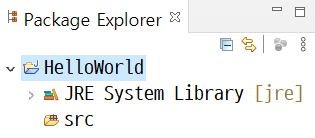 Package Explorer
HelloWorld
JRE System Library [jre]
src